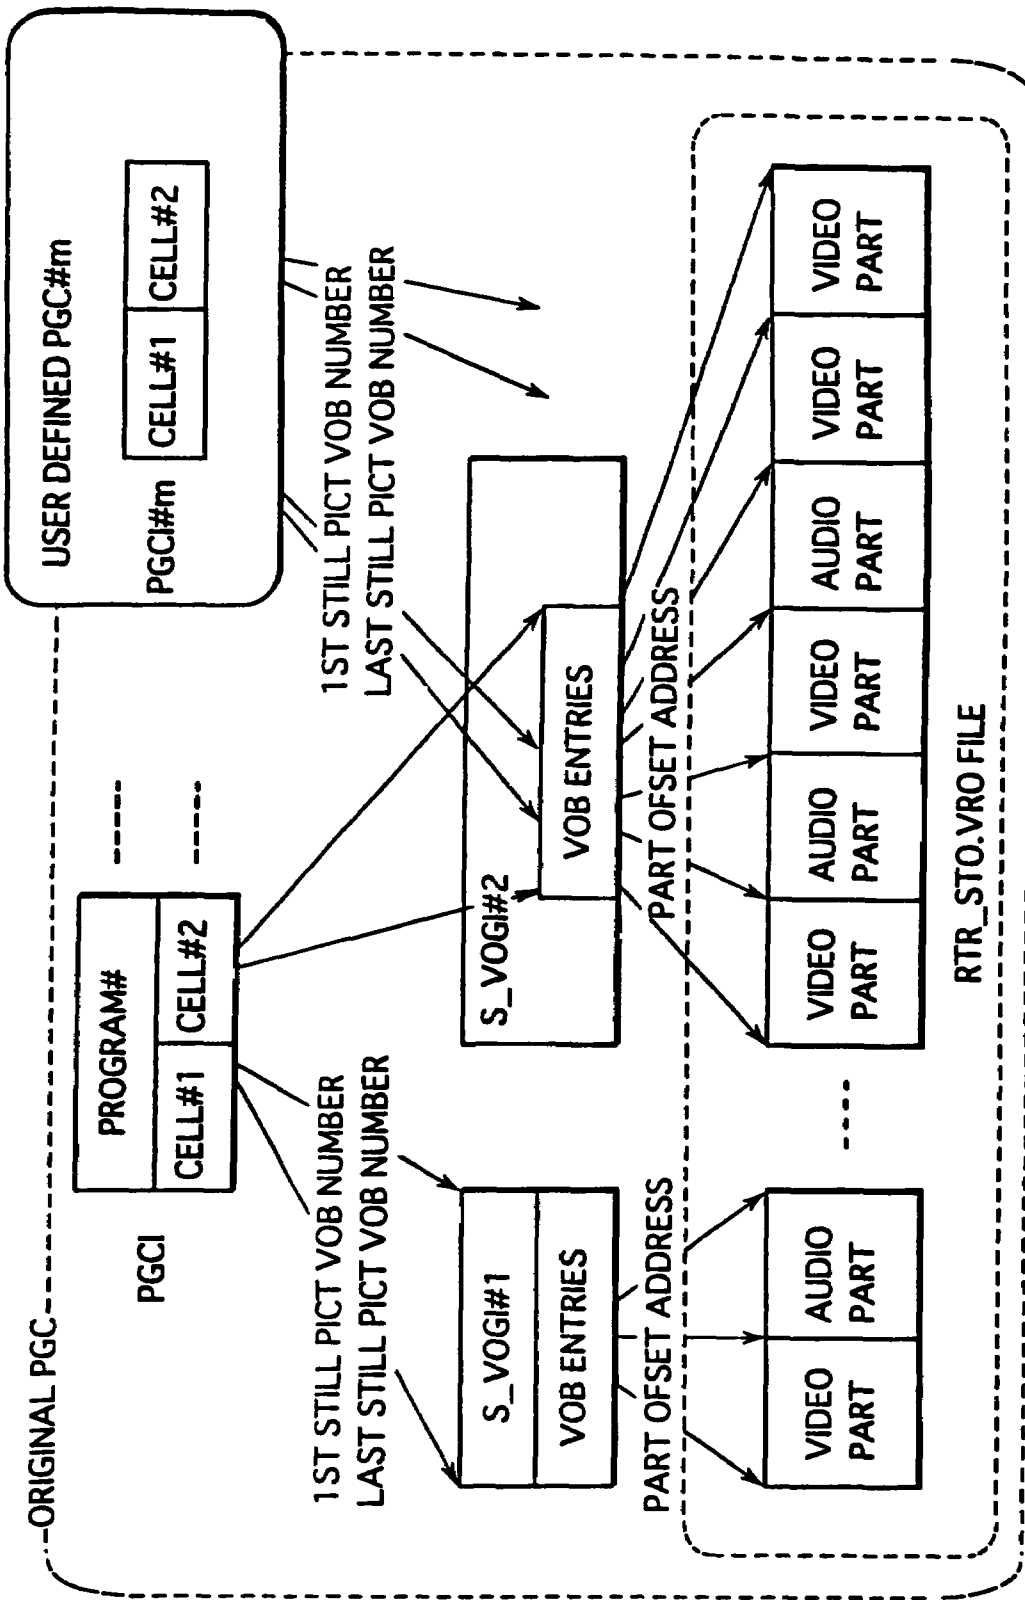 ORIGINAL PGC
USER DEFINED PGC#m
PGCI#m
CELL#1
CELL#2
PGCI
PROGRAM#
CELL#1
CELL#2
-----
-----
1ST STILL PICT VOB NUMBER
LAST STILL PICT VOB NUMBER
1ST STILL PICT VOB NUMBER
LAST STILL PICT VOB NUMBER
S_VOGI#1
VOB ENTRIES
S_VOGI#2
VOB ENTRIES
PART OFSET ADDRESS
PART OFSET ADDRESS
VIDEO
PART
AUDIO
PART
----
VIDEO
PART
AUDIO
PART
VIDEO
PART
AUDIO
PART
VIDEO
PART
VIDEO
PART
RTR_STO.VRO FILE